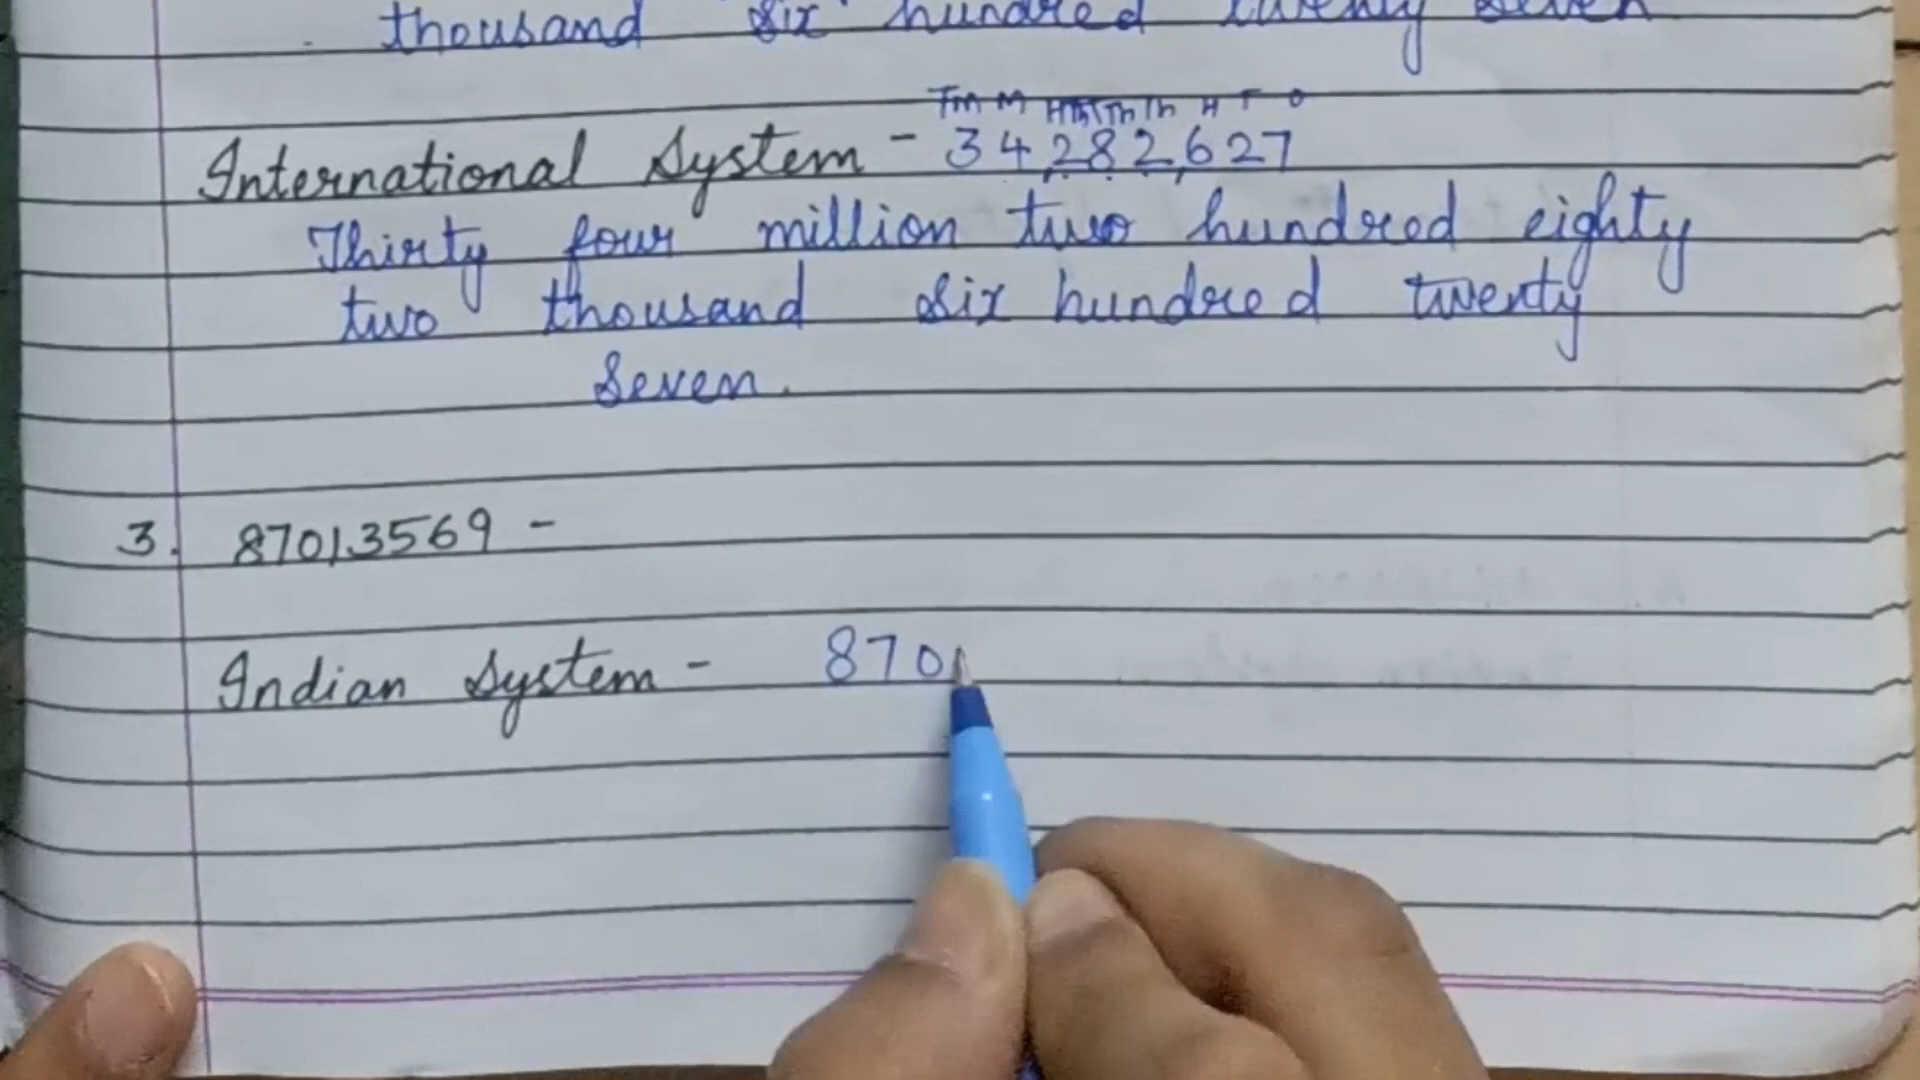 thousand six hundred twenty seven
TM M HTh TTh Th H T O
International System - 34,282,627
Thirty four million two hundred eighty
two thousand six hundred twenty
seven.
3. 87013569 -
Indian System - 870